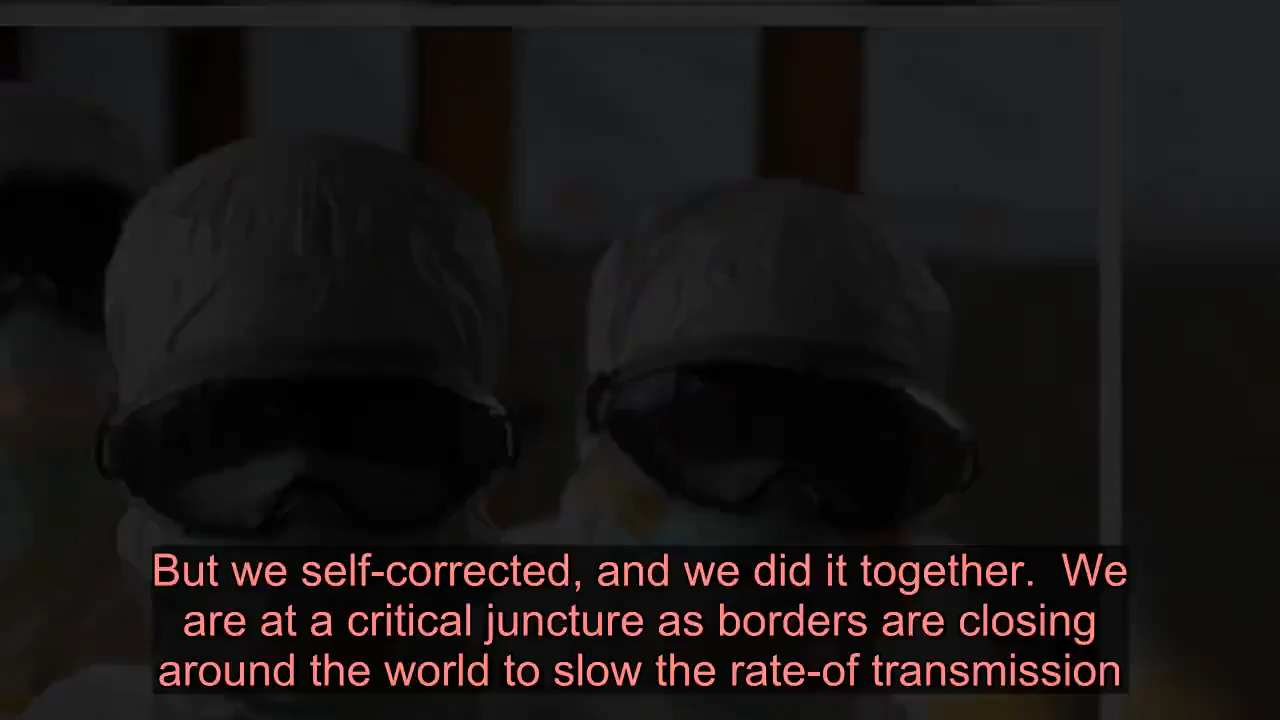 But we self-corrected, and we did it together.  We
are at a critical juncture as borders are closing
around the world to slow the rate-of transmission